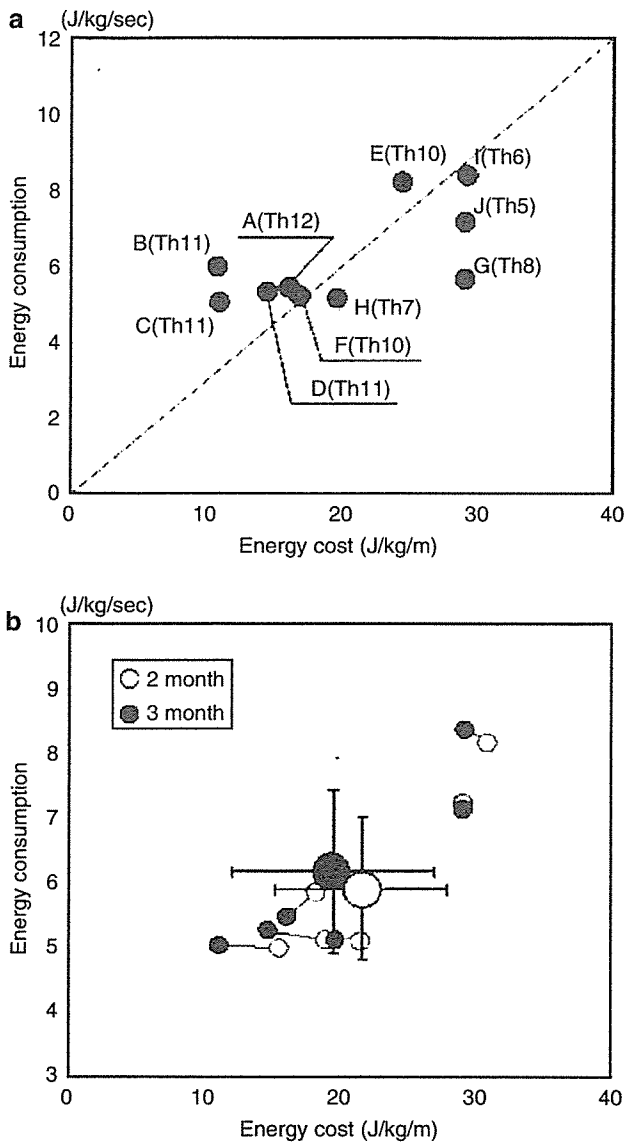 a (J/kg/sec)
12
10
8
6
4
2
0
Energy consumption
E(Th10)
I(Th6)
A(Th12)
J(Th5)
B(Th11)
G(Th8)
C(Th11)
H(Th7)
F(Th10)
D(Th11)
0 10 20 30 40
Energy cost (J/kg/m)
b (J/kg/sec)
10
9
8
7
6
5
4
3
Energy consumption
2 month
3 month
0 10 20 30 40
Energy cost (J/kg/m)